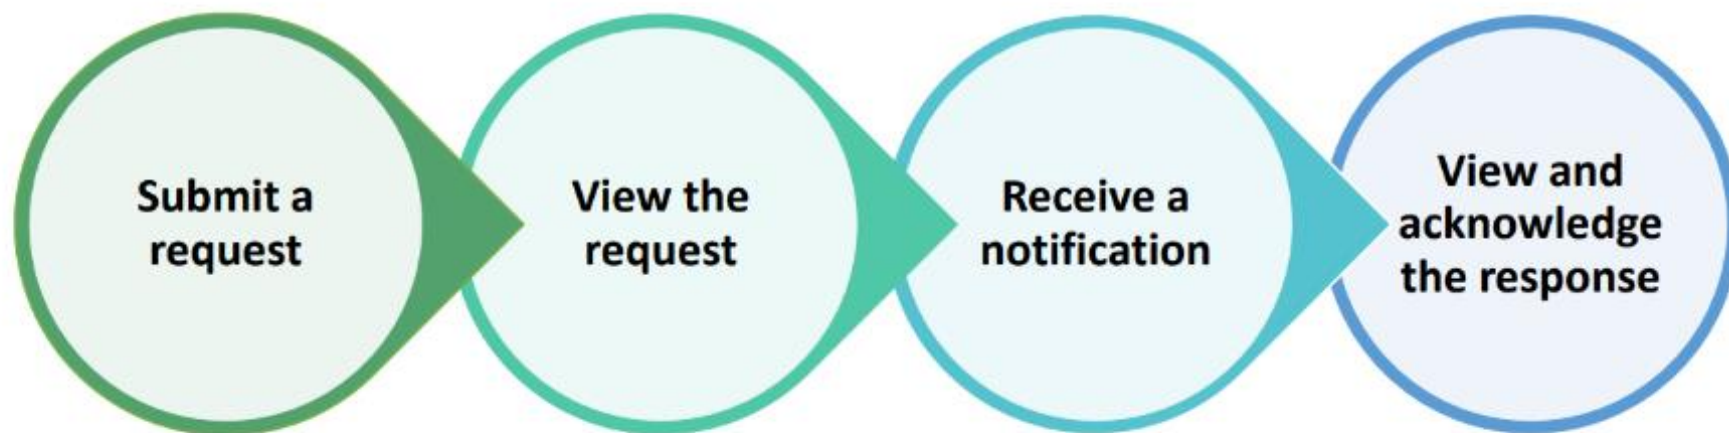 Submit a
request
View the
request
Receive a
notification
View and
acknowledge
the response